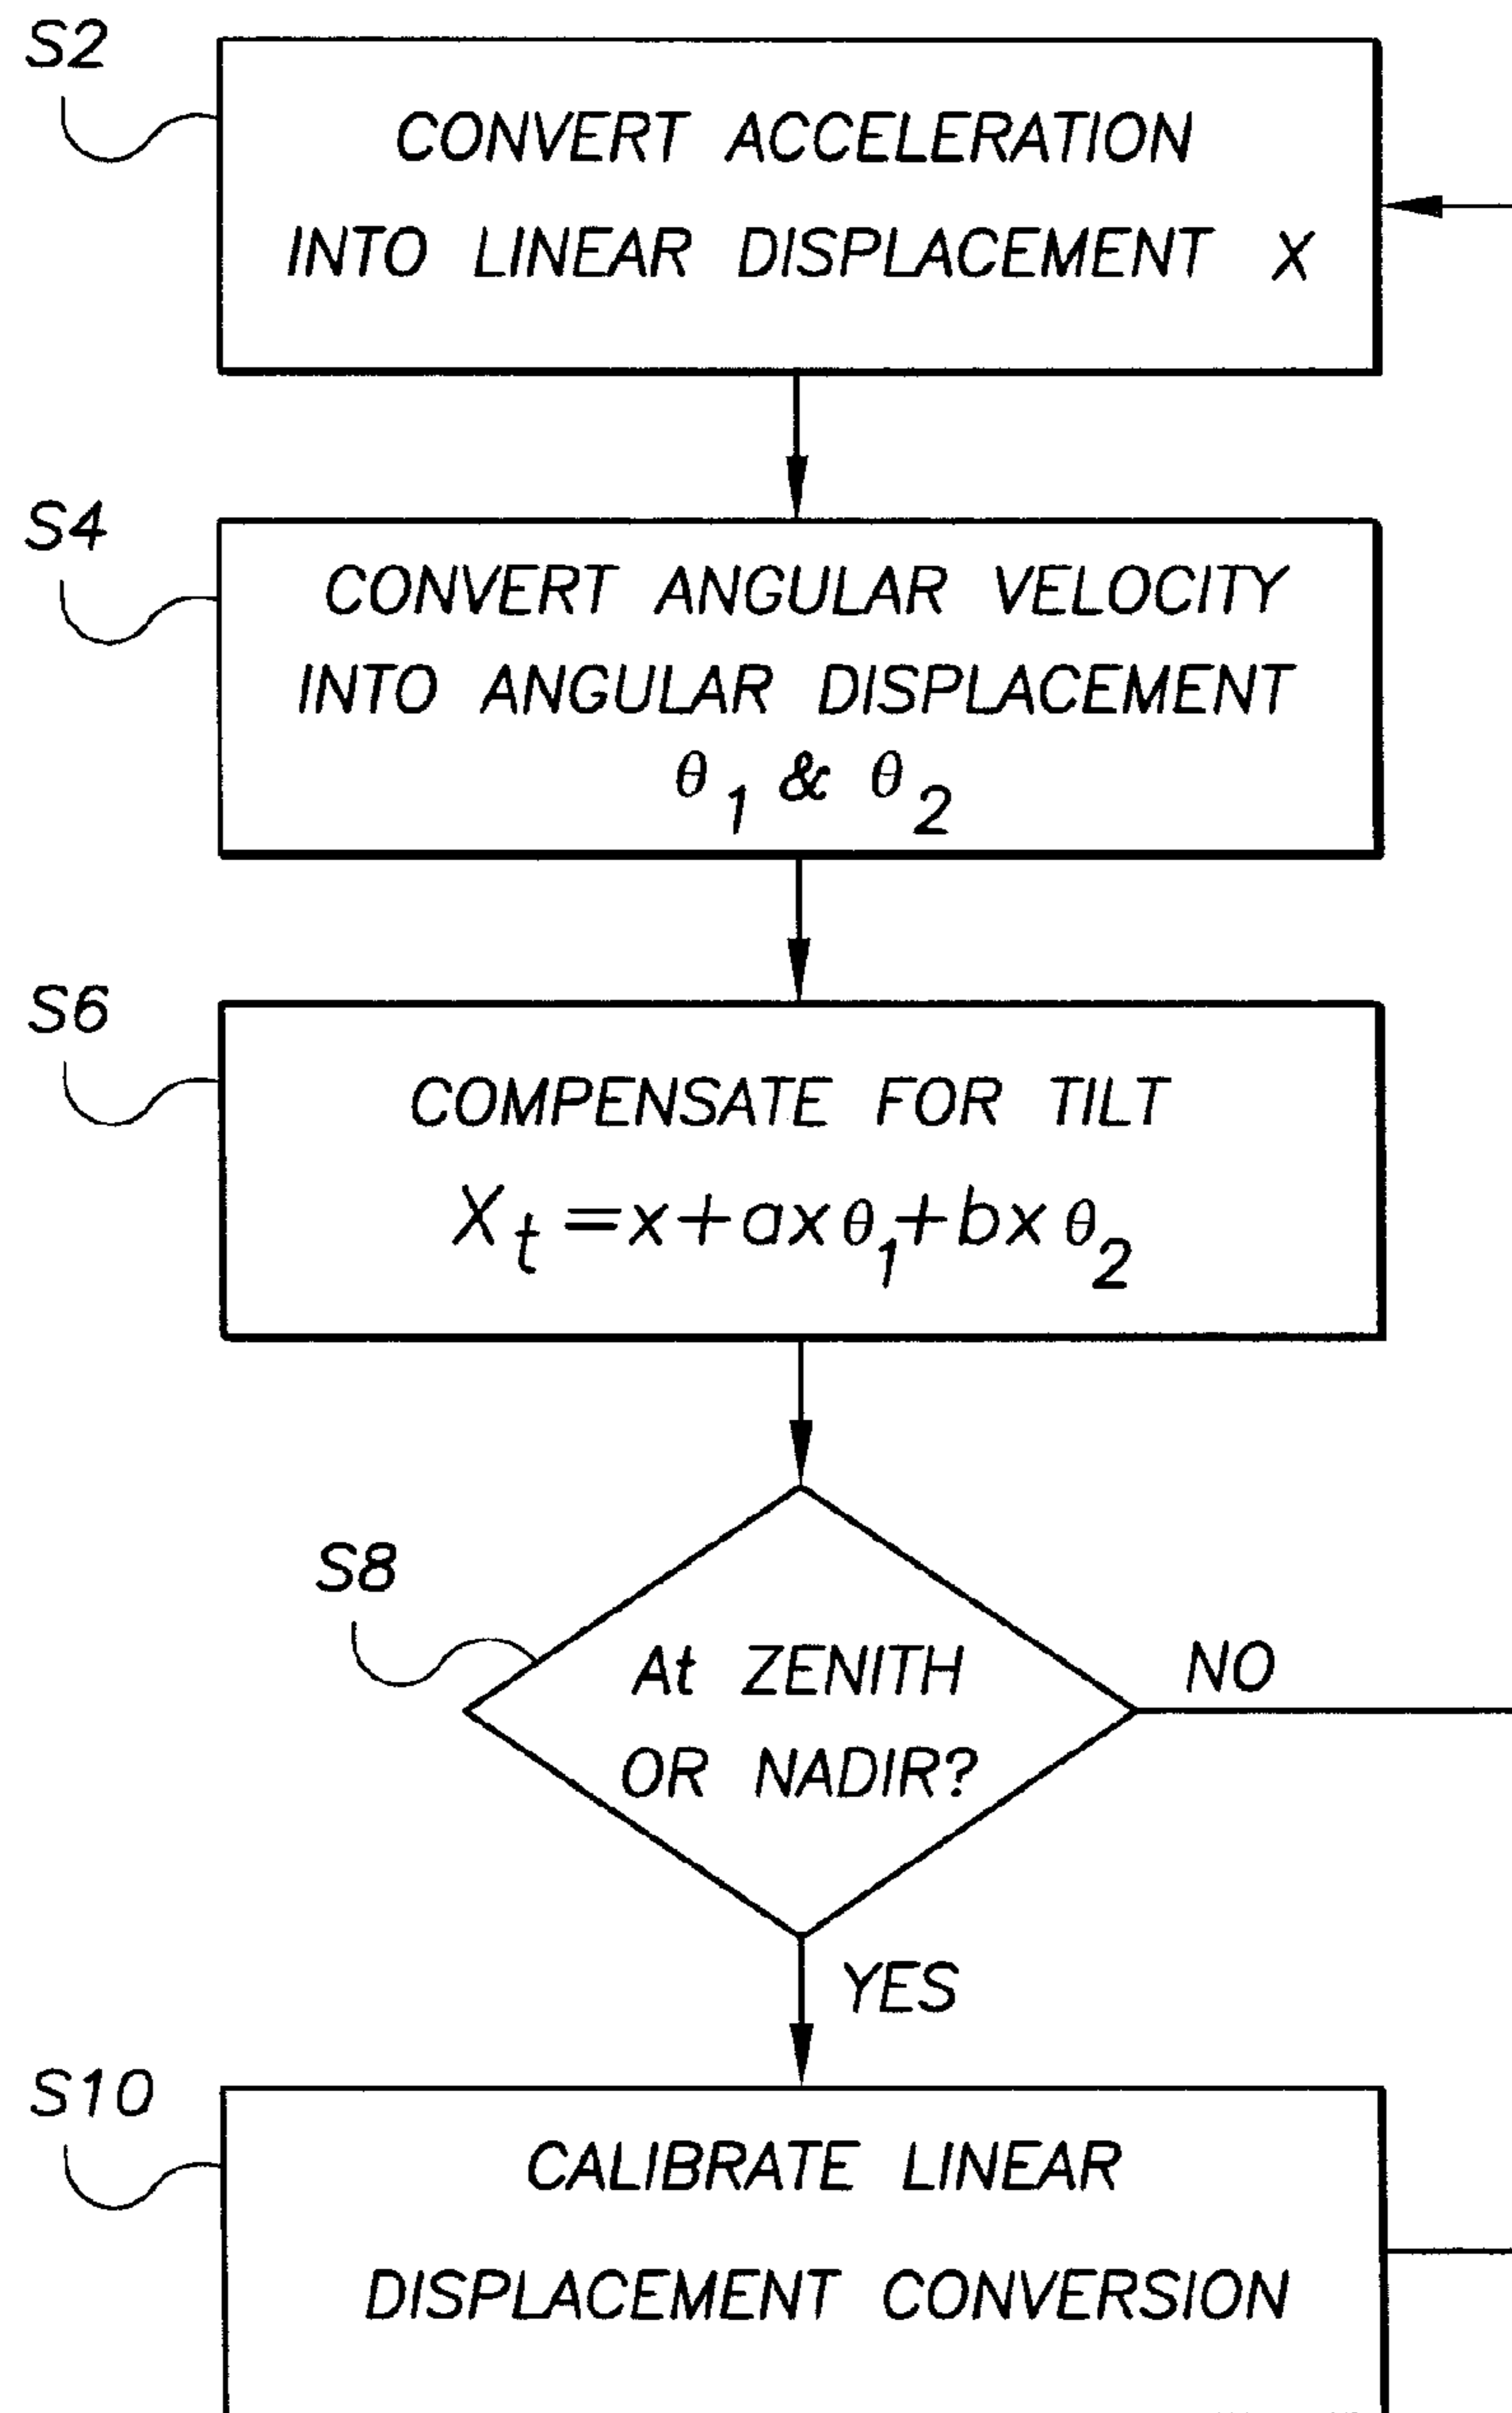 S2
CONVERT ACCELERATION
INTO LINEAR DISPLACEMENT X
S4
CONVERT ANGULAR VELOCITY
INTO ANGULAR DISPLACEMENT
θ1 & θ2
S6
COMPENSATE FOR TILT
Xt=x+axθ1+bxθ2
S8
At ZENITH
OR NADIR?
NO
YES
S10
CALIBRATE LINEAR
DISPLACEMENT CONVERSION